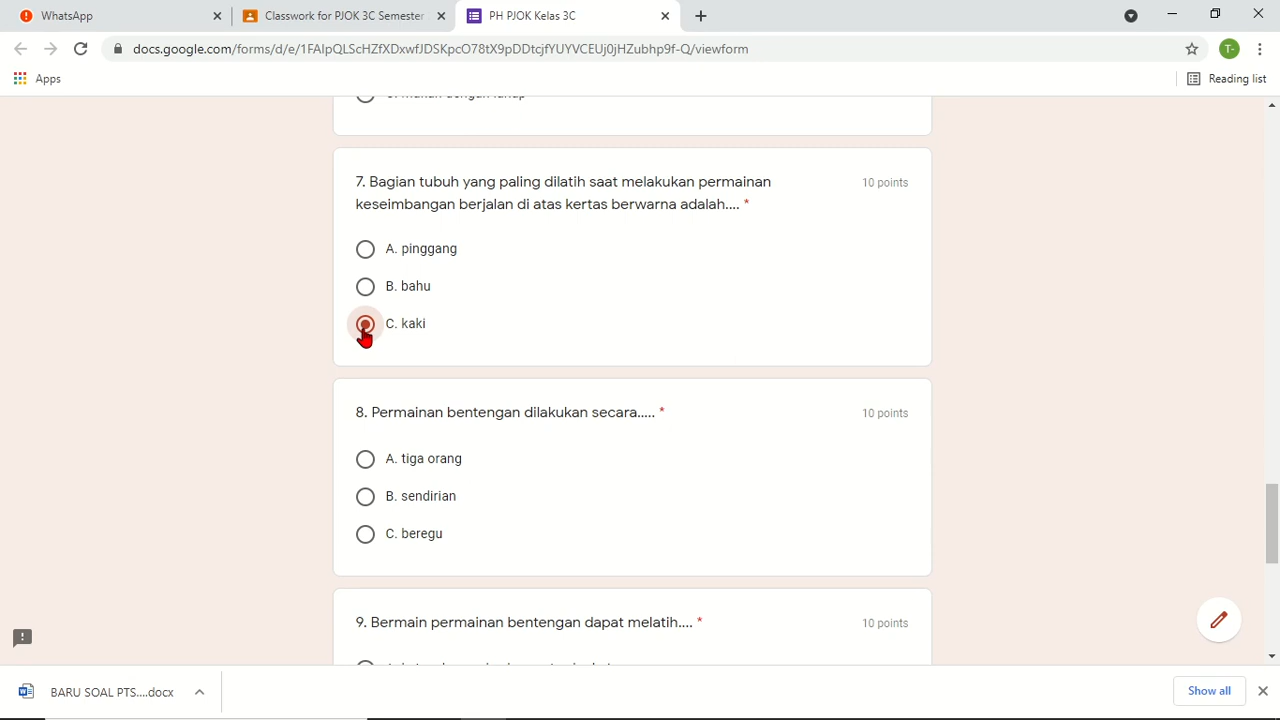 WhatsApp
Classwork for PJOK 3C Semester
PH PJOK Kelas 3C
docs.google.com/forms/d/e/1FAIpQLScHZfXDxwfJDSKpcO78tX9pDDtcjfYUYVCEUj0jHZubhp9f-Q/viewform
T-
Apps
Reading list
7. Bagian tubuh yang paling dilatih saat melakukan permainan
keseimbangan berjalan di atas kertas berwarna adalah.... *
10 points
A. pinggang
B. bahu
C. kaki
8. Permainan bentengan dilakukan secara..... *
10 points
A. tiga orang
B. sendirian
C. beregu
9. Bermain permainan bentengan dapat melatih.... *
10 points
BARU SOAL PTS....docx
Show all